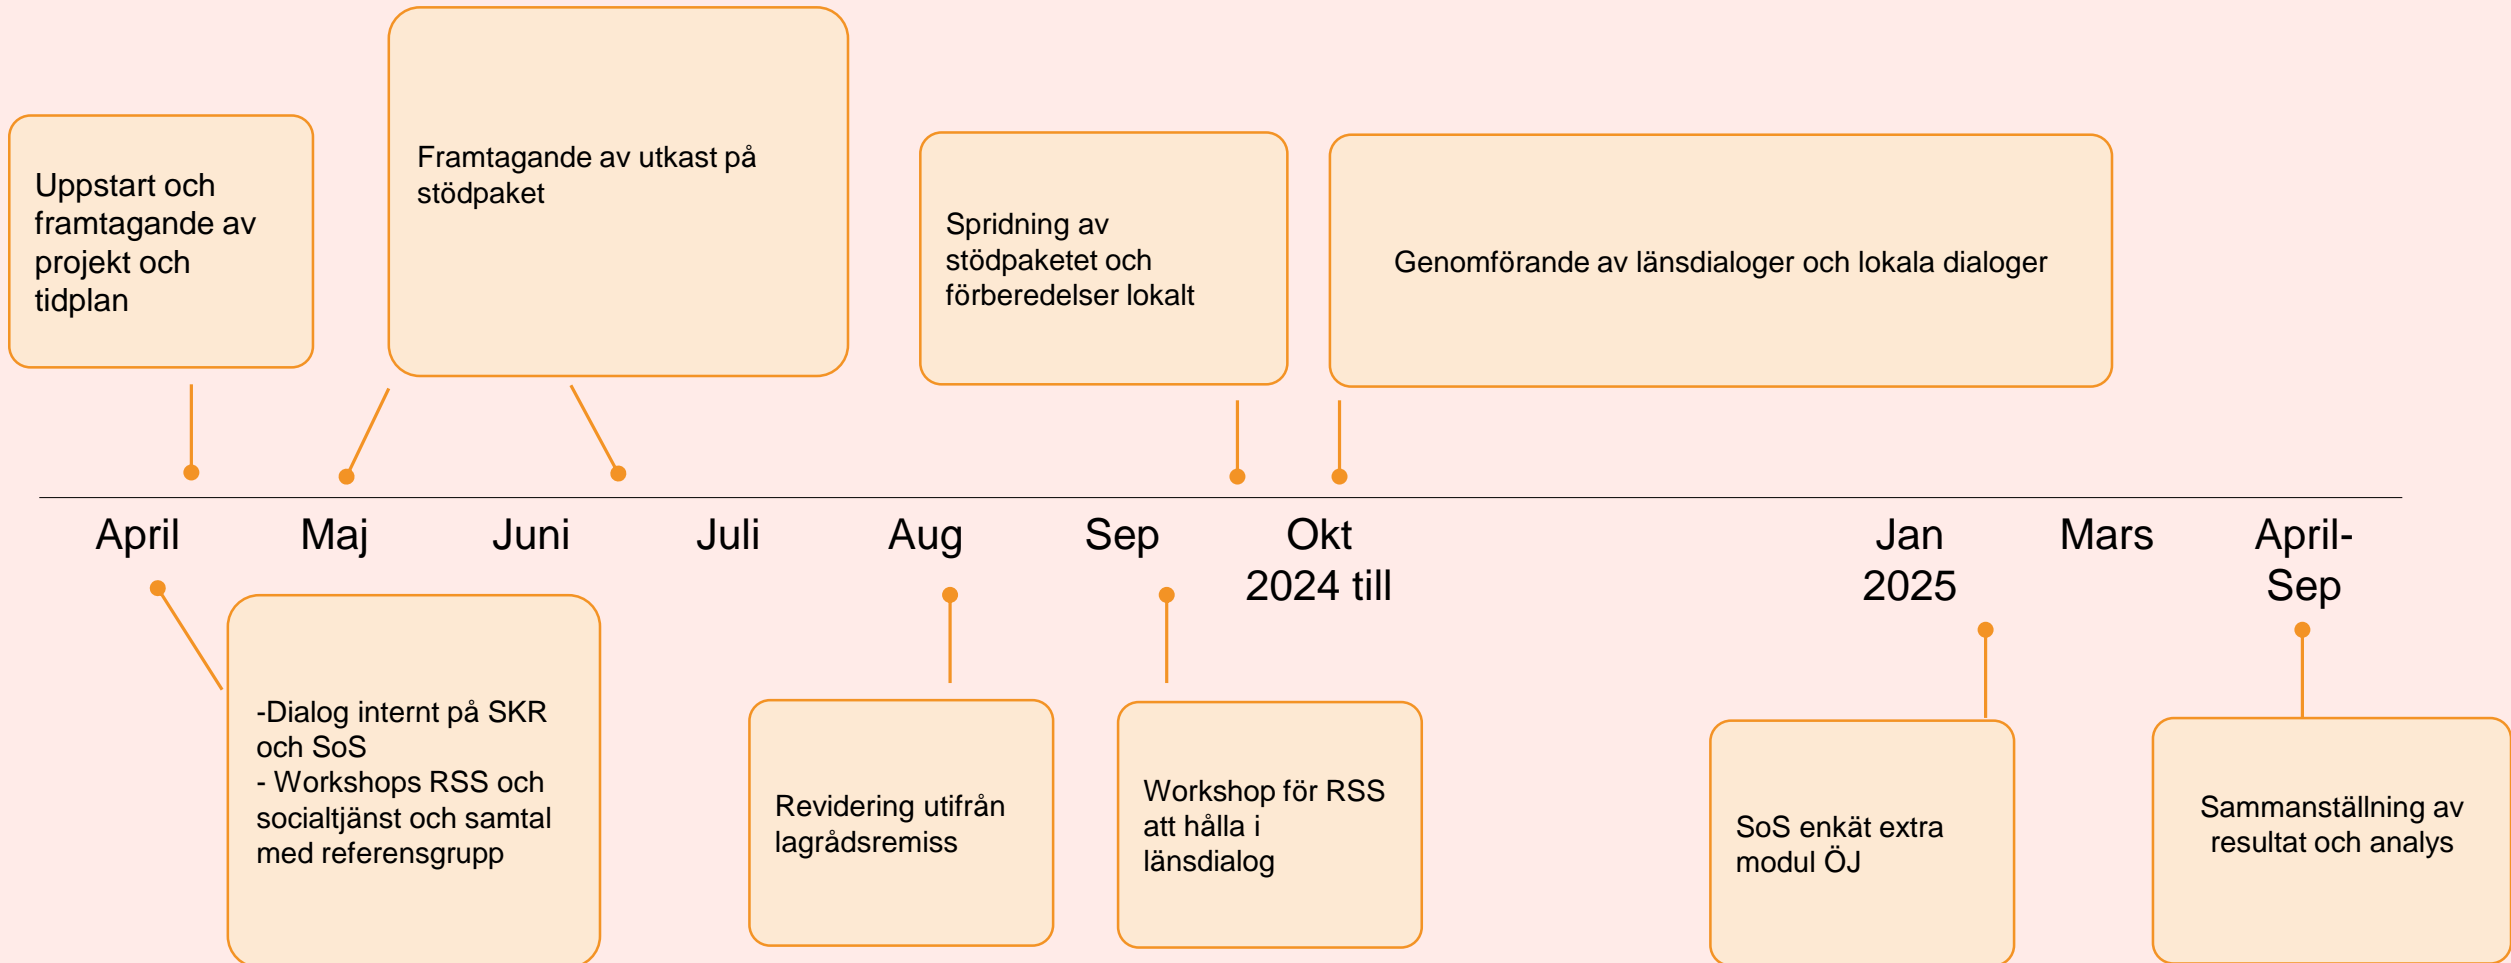 Uppstart och
framtagande av
projekt och
tidplan
Framtagande av utkast på
stödpaket
Spridning av
stödpaketet och
förberedelser lokalt
Genomförande av länsdialoger och lokala dialoger
April
Maj
Juni
Juli
Aug
Sep
Okt
2024 till
Jan
2025
Mars
April-
Sep
-Dialog internt på SKR
och SoS
- Workshops RSS och
socialtjänst och samtal
med referensgrupp
Revidering utifrån
lagrådsremiss
Workshop för RSS
att hålla i
länsdialog
SoS enkät extra
modul ÖJ
Sammanställning av
resultat och analys